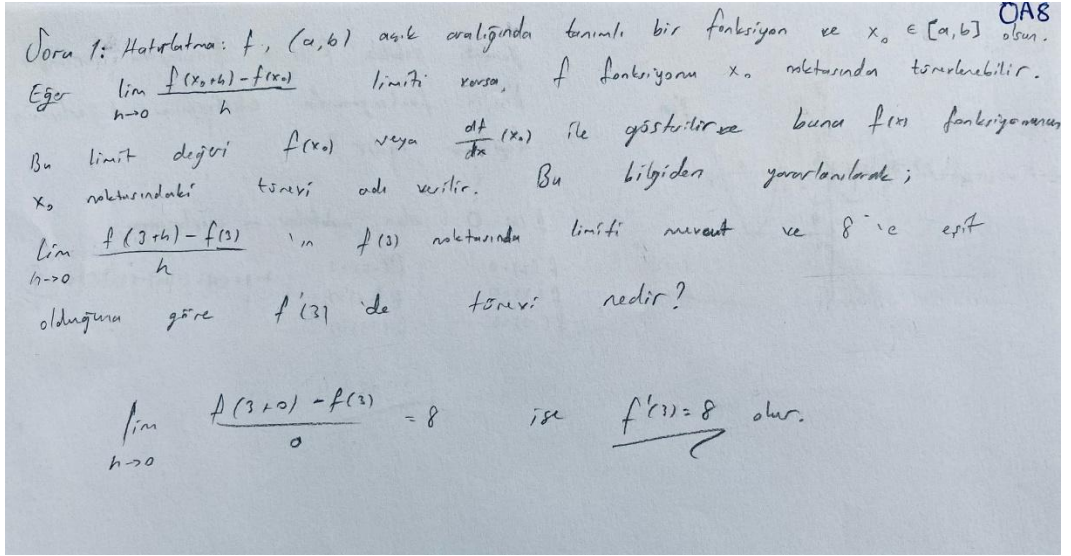 ÖA8
Soru 1: Hatırlatma: f, (a,b) açık aralığında tanımlı bir fonksiyon ve x₀ ∈ [a,b] olsun.
Eğer lim h->0 f(x₀+h) - f(x₀) / h limiti varsa, f fonksiyonu x₀ noktasında türevlenebilir.
Bu limit değeri f(x₀) veya df/dx (x₀) ile gösterilir ve buna f(x) fonksiyonunun
x₀ noktasındaki türevi adı verilir. Bu bilgiden yararlanılarak;
lim h->0 f(3+h) - f(3) / h 'ın f(3) noktasında limiti mevcut ve 8'e eşit
olduğuna göre f'(3) 'de türevi nedir?
lim h->0 f(3+0) - f(3) / 0 = 8 ise f'(3) = 8 olur.